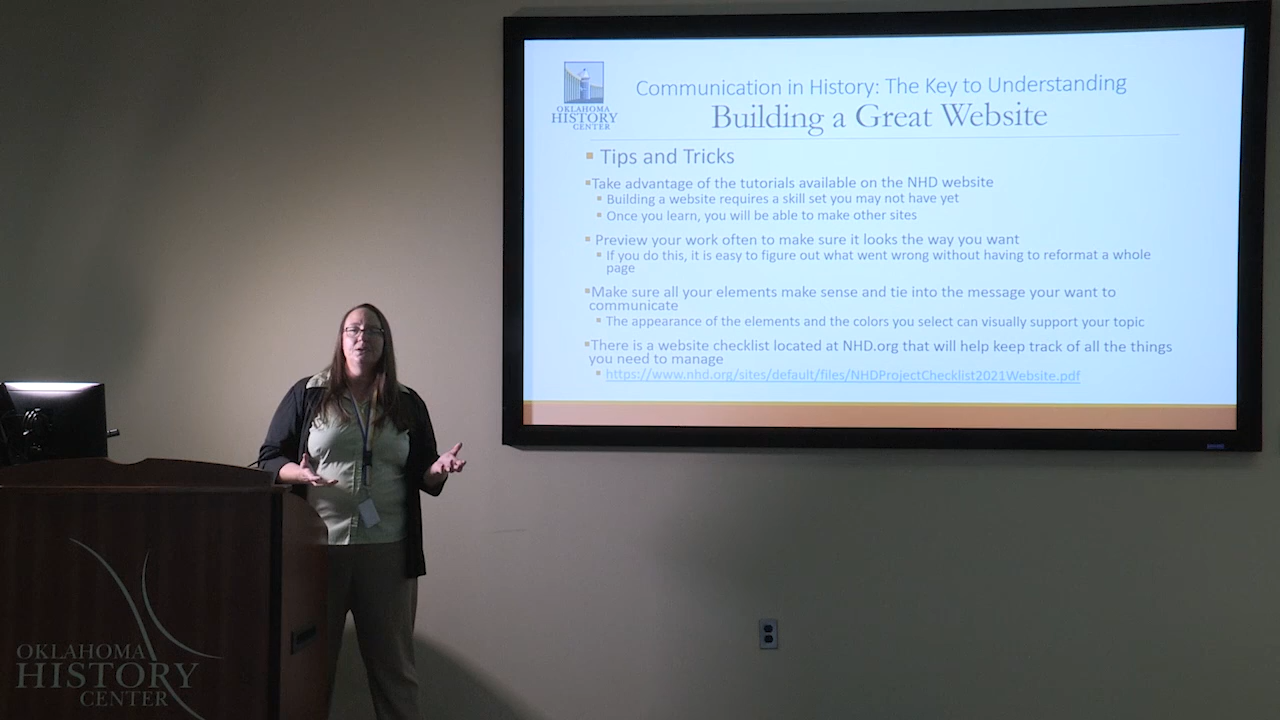 OKLAHOMA
HISTORY
CENTER
Communication in History: The Key to Understanding
Building a Great Website
Tips and Tricks
Take advantage of the tutorials available on the NHD website
Building a website requires a skill set you may not have yet
Once you learn, you will be able to make other sites
Preview your work often to make sure it looks the way you want
If you do this, it is easy to figure out what went wrong without having to reformat a whole
page
Make sure all your elements make sense and tie into the message your want to
communicate
The appearance of the elements and the colors you select can visually support your topic
There is a website checklist located at NHD.org that will help keep track of all the things
you need to manage
https://www.nhd.org/sites/default/files/NHDProjectChecklist2021Website.pdf
OKLAHOMA
HISTORY
CENTER